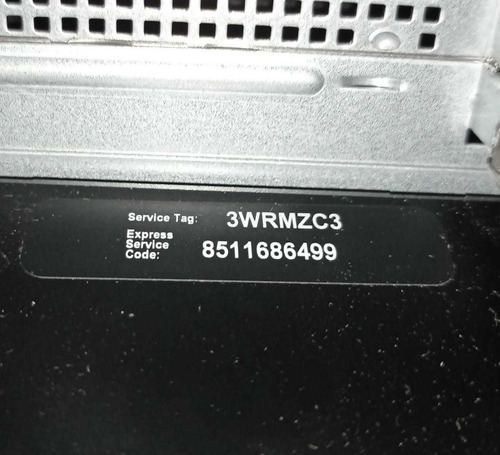 Service Tag: 3WRMZC3
Express
Service
Code: 8511686499